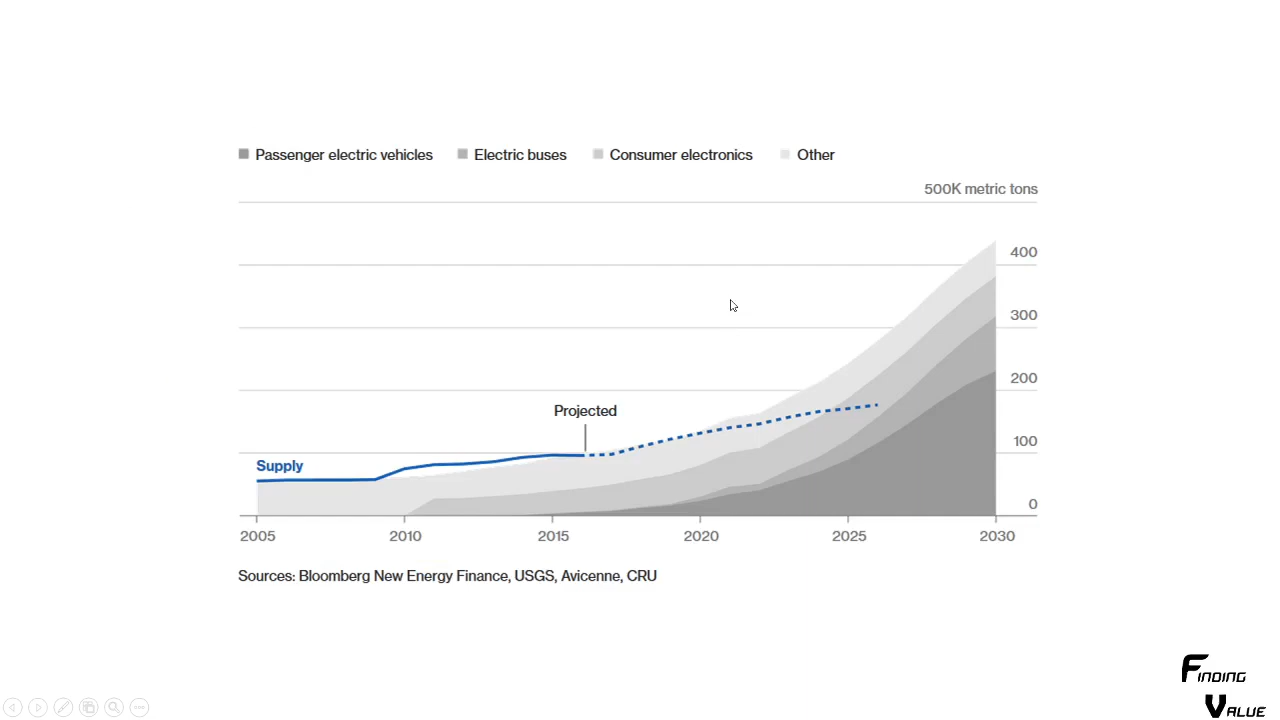 Passenger electric vehicles Electric buses Consumer electronics Other
500K metric tons
400
300
200
Projected
100
Supply
0
2005 2010 2015 2020 2025 2030
Sources: Bloomberg New Energy Finance, USGS, Avicenne, CRU
Finding
Value